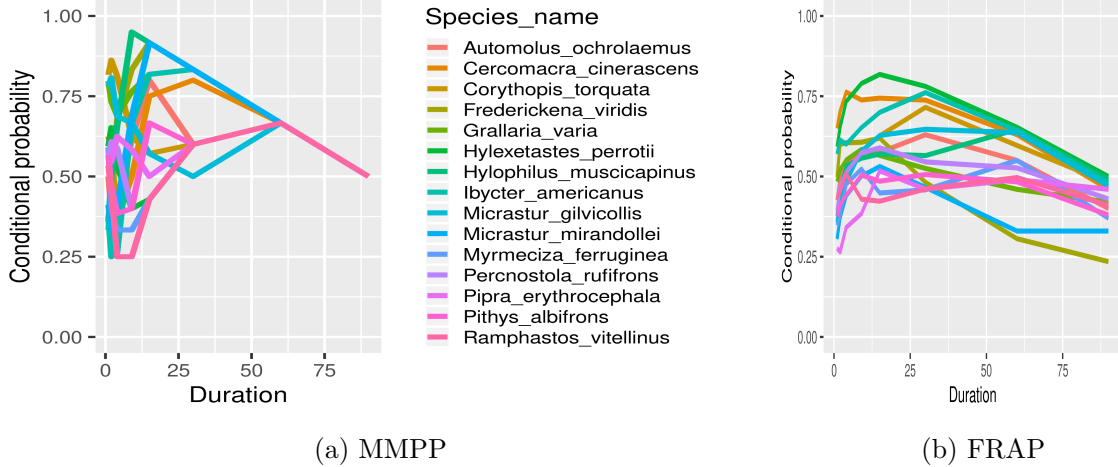 Conditional probability
1.00
0.75
0.50
0.25
0.00
0
25
50
75
Duration
Species_name
Automolus_ochrolaemus
Cercomacra_cinerascens
Corythopis_torquata
Frederickena_viridis
Grallaria_varia
Hylexetastes_perrotii
Hylophilus_muscicapinus
Ibycter_americanus
Micrastur_gilvicollis
Micrastur_mirandollei
Myrmeciza_ferruginea
Percnostola_rufifrons
Pipra_erythrocephala
Pithys_albifrons
Ramphastos_vitellinus
Conditional probability
1.00
0.75
0.50
0.25
0.00
0
25
50
75
Duration
(a) MMPP
(b) FRAP